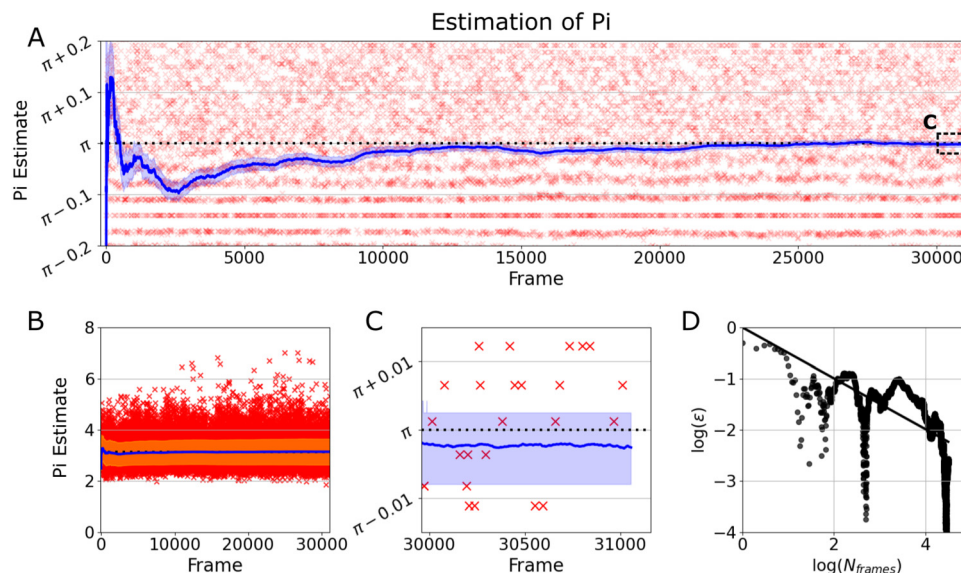 Estimation of Pi
A
Pi Estimate
π + 0.2
π + 0.1
π
π − 0.1
π − 0.2
C
0 5000 10000 15000 20000 25000 30000
Frame
B
Pi Estimate
8
6
4
2
0
0 10000 20000 30000
Frame
C
π + 0.01
π
π − 0.01
30000 30500 31000
Frame
D
log(ε)
0
−1
−2
−3
−4
0 2 4
log(N_frames)